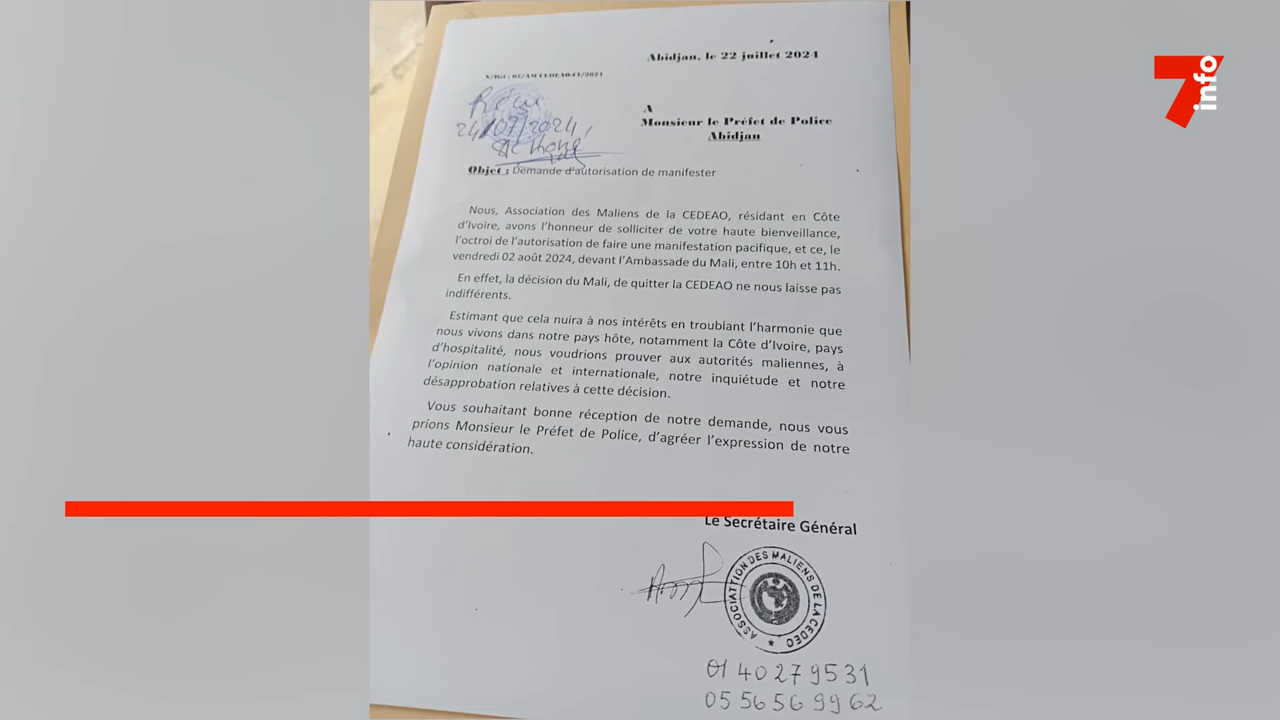 Abidjan, le 22 juillet 2024
N/Réf : 03/AM CEDEAO-CI/2024
7
info
Reçu
24/07/2024
A
Monsieur le Préfet de Police
Abidjan
Objet : Demande d'autorisation de manifester
Nous, Association des Maliens de la CEDEAO, résidant en Côte
d'Ivoire, avons l'honneur de solliciter de votre haute bienveillance,
l'octroi de l'autorisation de faire une manifestation pacifique, et ce, le
vendredi 02 août 2024, devant l'Ambassade du Mali, entre 10h et 11h.
En effet, la décision du Mali, de quitter la CEDEAO ne nous laisse pas
indifférents.
Estimant que cela nuira à nos intérêts en troublant l'harmonie que
nous vivons dans notre pays hôte, notamment la Côte d'Ivoire, pays
d'hospitalité, nous voudrions prouver aux autorités maliennes, à
l'opinion nationale et internationale, notre inquiétude et notre
désapprobation relatives à cette décision.
Vous souhaitant bonne réception de notre demande, nous vous
prions Monsieur le Préfet de Police, d'agréer l'expression de notre
haute considération.
Le Secrétaire Général
ASSOCIATTION DES MALIENS DE LA CEDEO
01 40 27 95 31
05 56 56 99 62